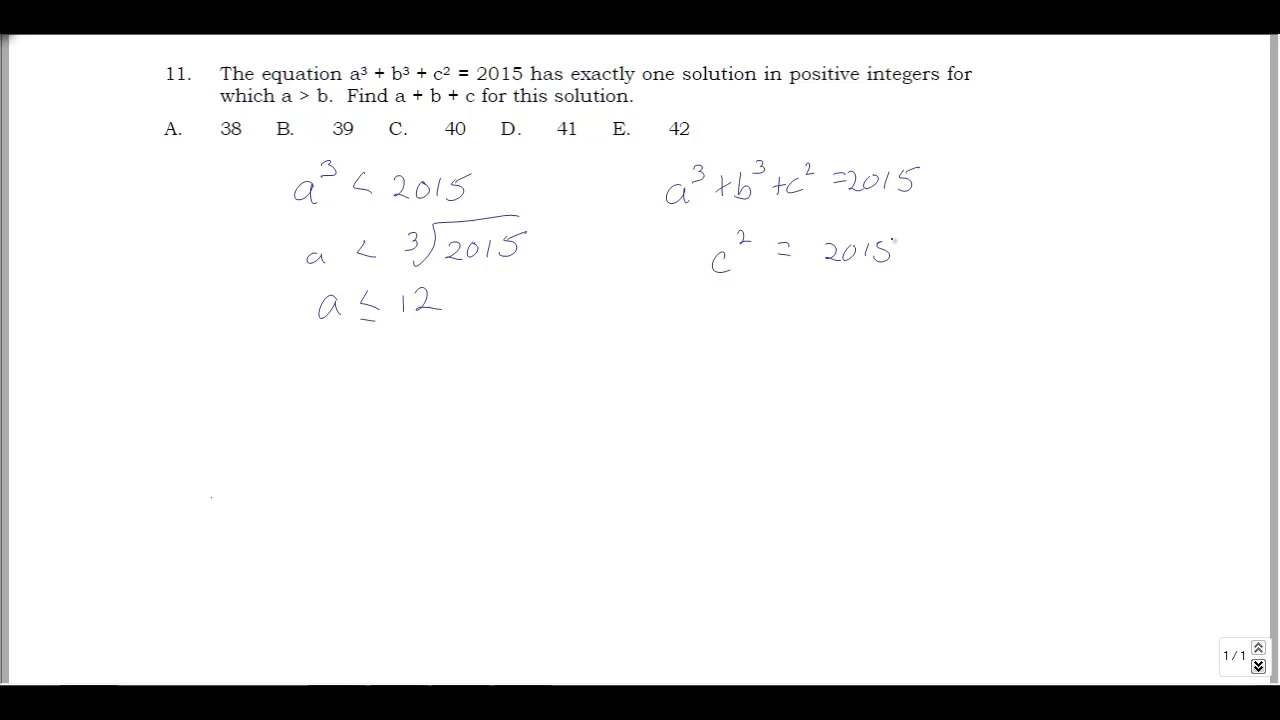 11. The equation a³ + b³ + c² = 2015 has exactly one solution in positive integers for
which a > b. Find a + b + c for this solution.
A. 38 B. 39 C. 40 D. 41 E. 42
a³ < 2015
a < ³√2015
a ≤ 12
a³ + b³ + c² = 2015
c² = 2015
1 / 1